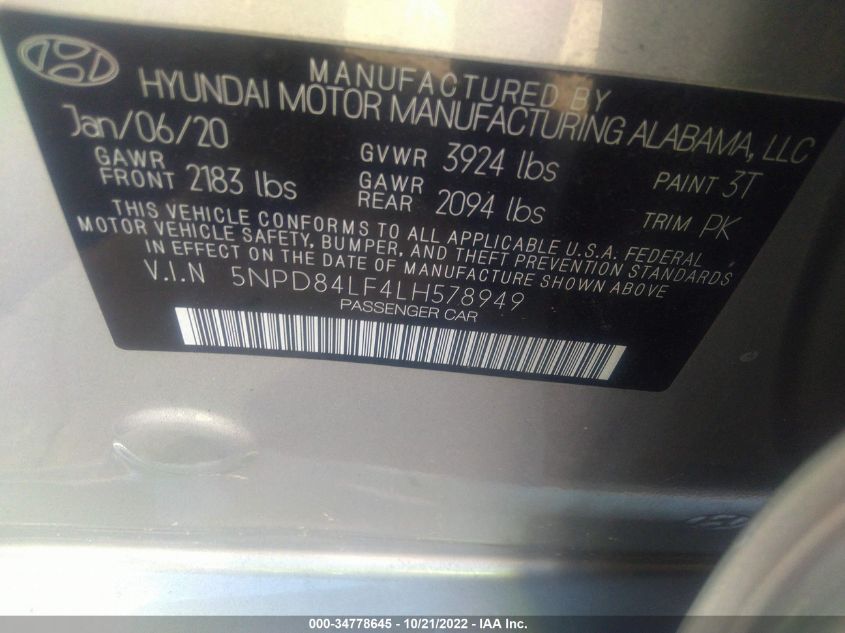 MANUFACTURED BY
HYUNDAI MOTOR MANUFACTURING ALABAMA, LLC
Jan/06/20
GAWR FRONT 2183 lbs
GVWR 3924 lbs
GAWR REAR 2094 lbs
PAINT 3T
TRIM PK
THIS VEHICLE CONFORMS TO ALL APPLICABLE U.S.A. FEDERAL
MOTOR VEHICLE SAFETY, BUMPER, AND THEFT PREVENTION STANDARDS
IN EFFECT ON THE DATE OF MANUFACTURE SHOWN ABOVE
V.I.N 5NPD84LF4LH578949
PASSENGER CAR
000-34778645 - 10/21/2022 - IAA Inc.